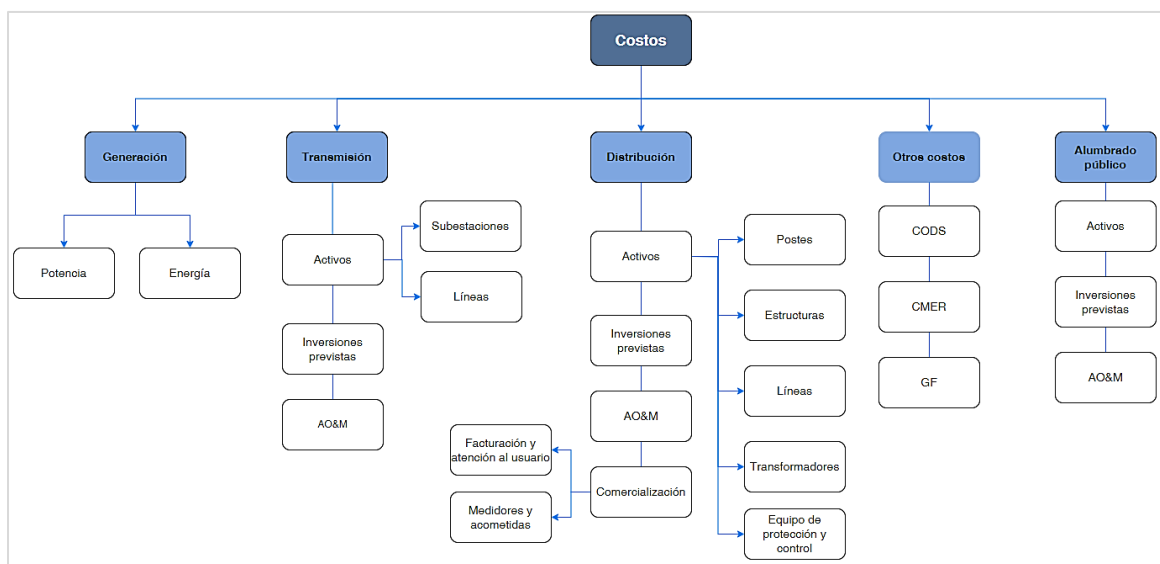 Costos
Generación
Transmisión
Distribución
Otros costos
Alumbrado
público
Potencia
Energía
Activos
Subestaciones
Líneas
Inversiones
previstas
AO&M
Activos
Postes
Estructuras
Líneas
Transformadores
Equipo de
protección y
control
Inversiones
previstas
AO&M
Comercialización
Facturación y
atención al usuario
Medidores y
acometidas
CODS
CMER
GF
Activos
Inversiones
previstas
AO&M